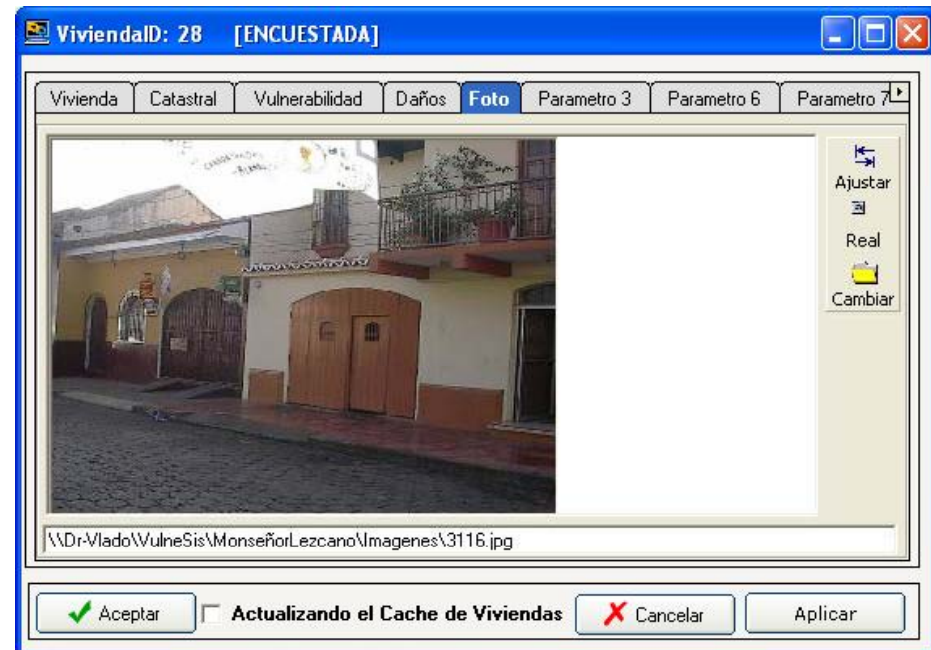 ViviendaID: 28 [ENCUESTADA]
Vivienda Catastral Vulnerabilidad Daños Foto Parametro 3 Parametro 6 Parametro 7
Ajustar
Real
Cambiar
\\Dr-Vlado\VulneSis\MonseñorLezcano\Imagenes\3116.jpg
Aceptar Actualizando el Cache de Viviendas Cancelar Aplicar